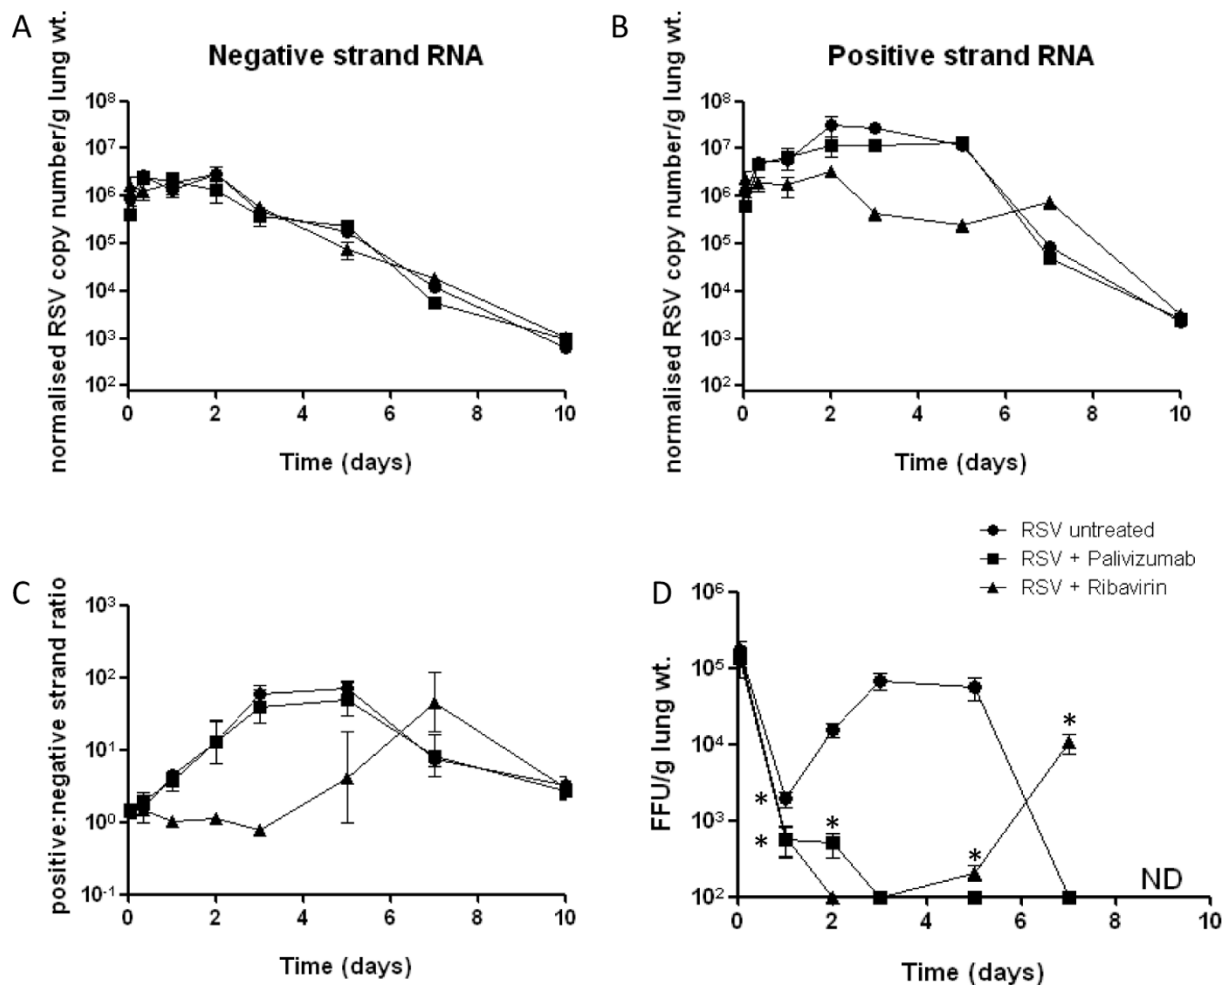 A
Negative strand RNA
normalised RSV copy number/g lung wt.
10⁸
10⁷
10⁶
10⁵
10⁴
10³
10²
0 2 4 6 8 10
Time (days)
B
Positive strand RNA
normalised RSV copy number/g lung wt.
10⁸
10⁷
10⁶
10⁵
10⁴
10³
10²
0 2 4 6 8 10
Time (days)
RSV untreated
RSV + Palivizumab
RSV + Ribavirin
C
positive:negative strand ratio
10³
10²
10¹
10⁰
10⁻¹
0 2 4 6 8 10
Time (days)
D
FFU/g lung wt.
10⁶
10⁵
10⁴
10³
10²
*
*
*
*
*
ND
0 2 4 6 8 10
Time (days)